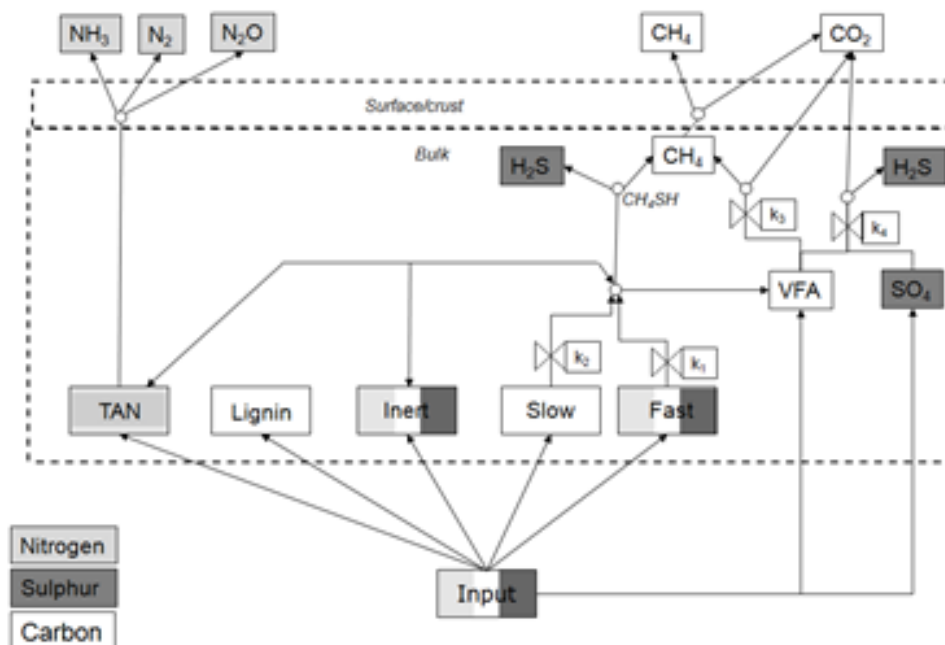 NH₃
N₂
N₂O
CH₄
CO₂
Surface/crust
Bulk
H₂S
CH₄
H₂S
CH₄SH
k₃
k₄
VFA
SO₄
k₂
k₁
TAN
Lignin
Inert
Slow
Fast
Nitrogen
Sulphur
Carbon
Input